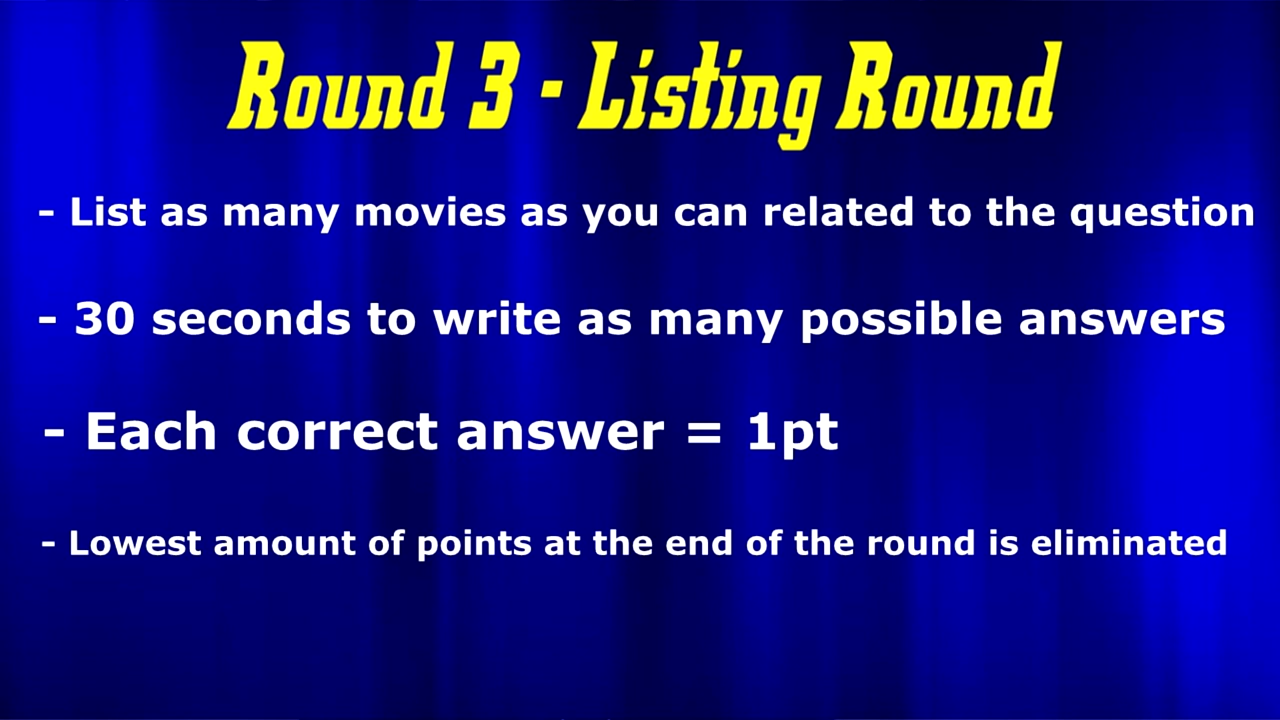 Round 3 - Listing Round
- List as many movies as you can related to the question
- 30 seconds to write as many possible answers
- Each correct answer = 1pt
- Lowest amount of points at the end of the round is eliminated